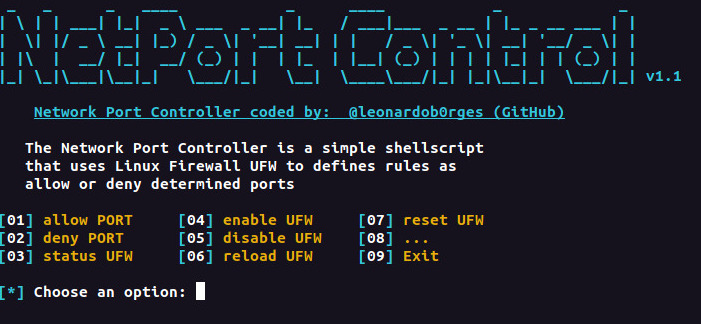 NetPort Control v1.1
Network Port Controller coded by: @leonardob0rges (GitHub)
The Network Port Controller is a simple shellscript
that uses Linux Firewall UFW to defines rules as
allow or deny determined ports
[01] allow PORT [04] enable UFW [07] reset UFW
[02] deny PORT [05] disable UFW [08] ...
[03] status UFW [06] reload UFW [09] Exit
[*] Choose an option: